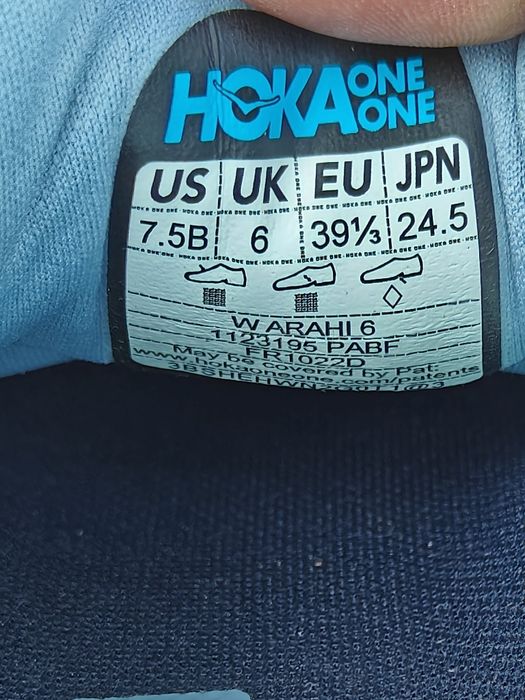 HOKA ONE ONE
US UK EU JPN
7.5B 6 39⅓ 24.5
W ARAHI 6
1123195 PABF
FR1022D
May be covered by Pat.
www.hokaoneone.com/patents